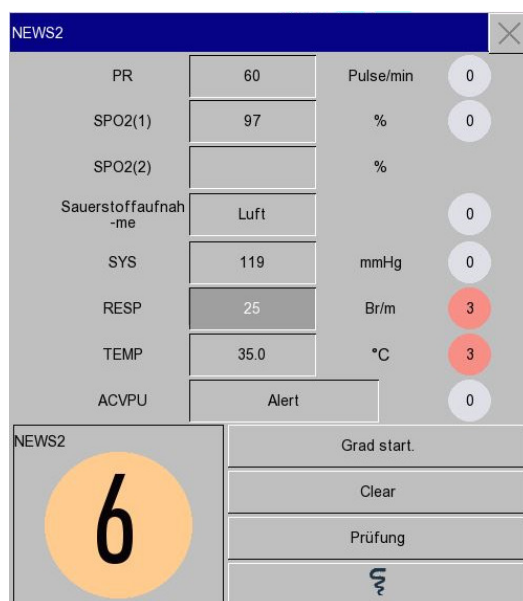 NEWS2
PR 60 Pulse/min 0
SPO2(1) 97 % 0
SPO2(2) %
Sauerstoffaufnah
-me Luft 0
SYS 119 mmHg 0
RESP 25 Br/m 3
TEMP 35.0 °C 3
ACVPU Alert 0
NEWS2
6
Grad start.
Clear
Prüfung